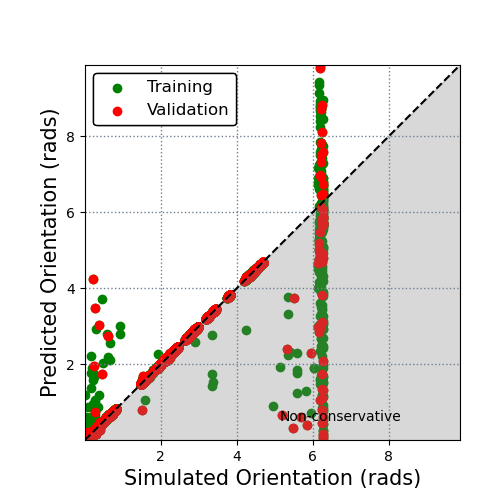 Training
Validation
8
6
4
2
Predicted Orientation (rads)
Non-conservative
2
4
6
8
Simulated Orientation (rads)